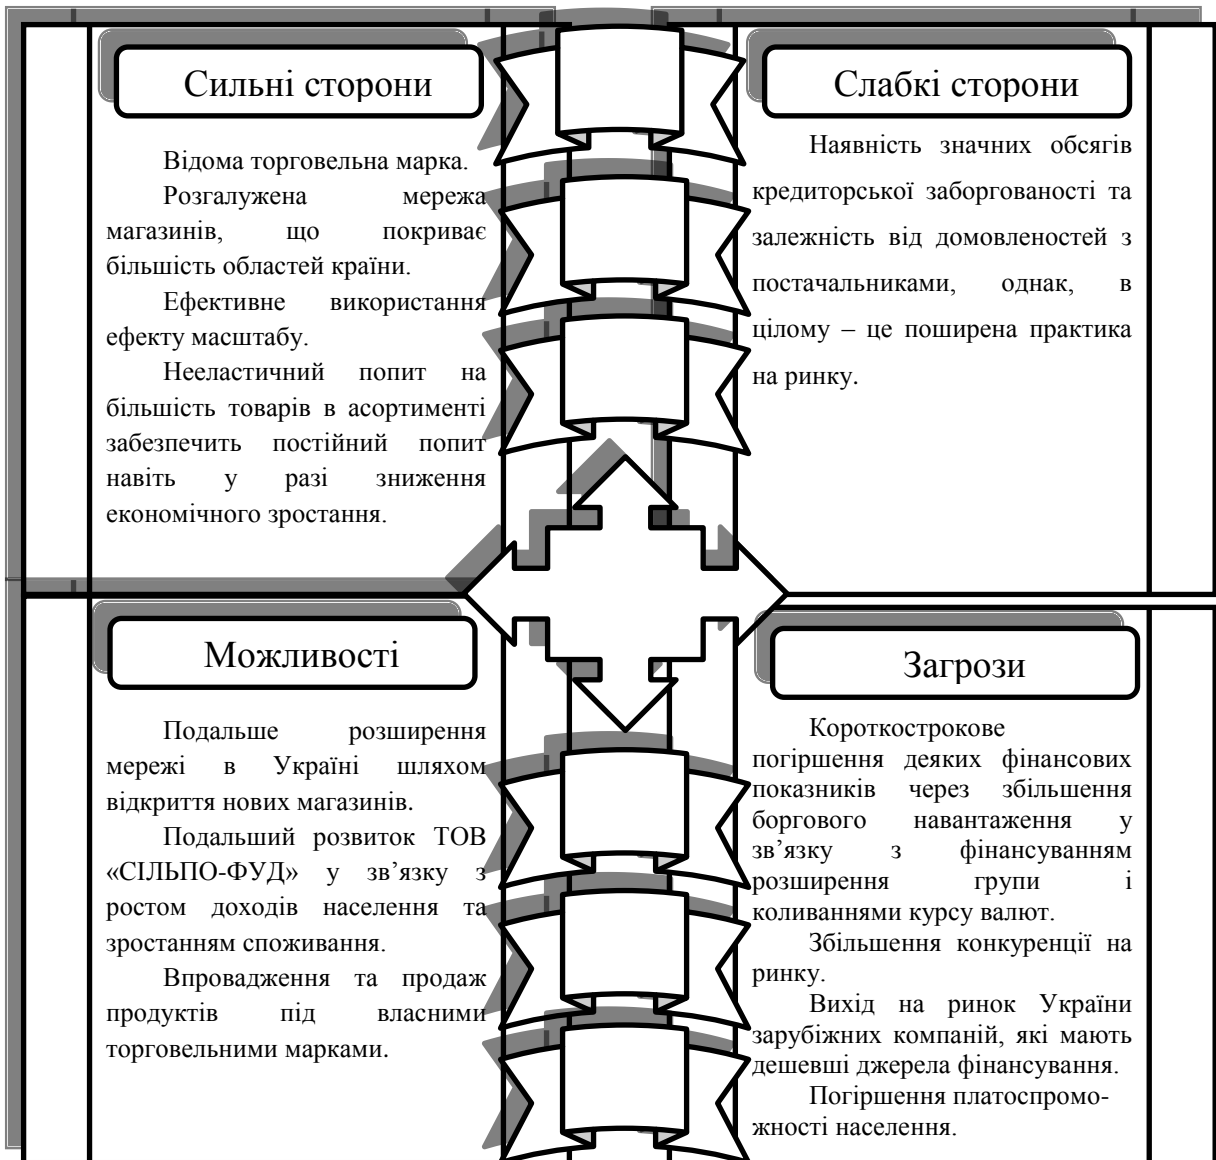 Сильні сторони
Відома торговельна марка.
Розгалужена мережа
магазинів, що покриває
більшість областей країни.
Ефективне використання
ефекту масштабу.
Нееластичний попит на
більшість товарів в асортименті
забезпечить постійний попит
навіть у разі зниження
економічного зростання.
Слабкі сторони
Наявність значних обсягів
кредиторської заборгованості та
залежність від домовленостей з
постачальниками, однак, в
цілому – це поширена практика
на ринку.
Можливості
Подальше розширення
мережі в Україні шляхом
відкриття нових магазинів.
Подальший розвиток ТОВ
«СІЛЬПО-ФУД» у зв’язку з
ростом доходів населення та
зростанням споживання.
Впровадження та продаж
продуктів під власними
торговельними марками.
Загрози
Короткострокове
погіршення деяких фінансових
показників через збільшення
боргового навантаження у
зв’язку з фінансуванням
розширення групи і
коливаннями курсу валют.
Збільшення конкуренції на
ринку.
Вихід на ринок України
зарубіжних компаній, які мають
дешевші джерела фінансування.
Погіршення платоспромо-
жності населення.